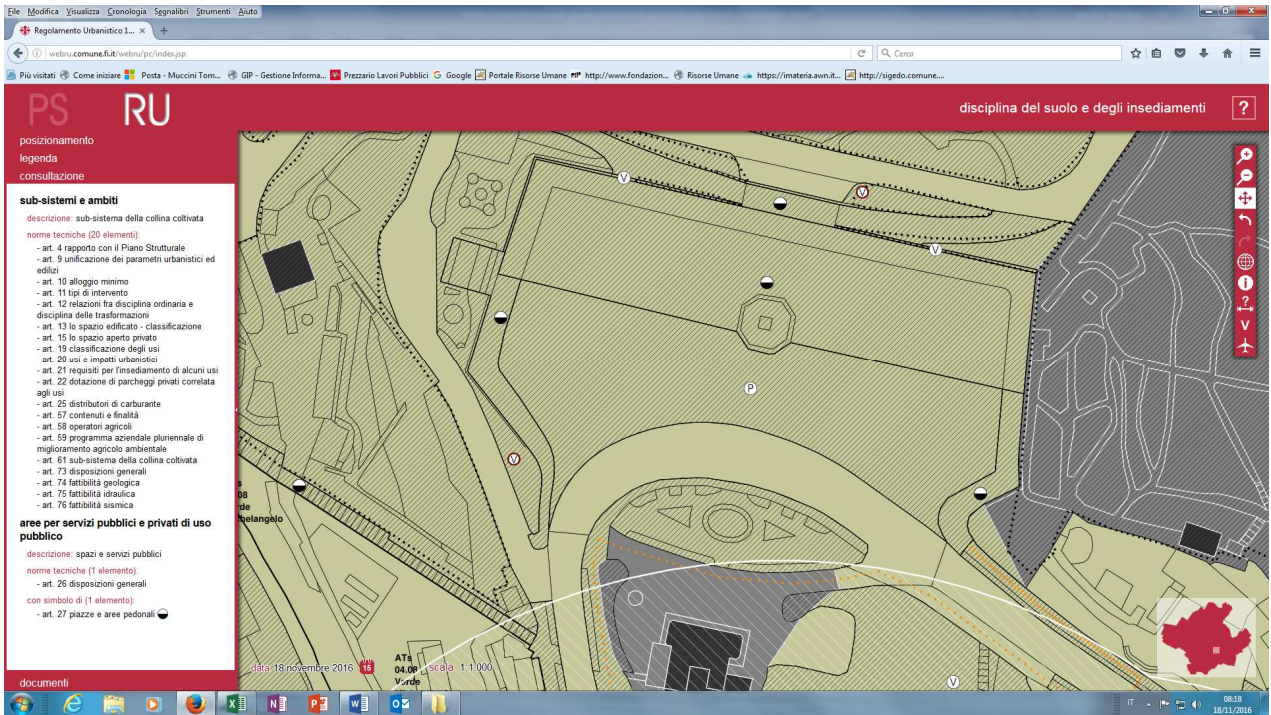 File Modifica Visualizza Cronologia Segnalibri Strumenti Aiuto
Regolamento Urbanistico 1... × +
webru.comune.fi.it/webru/pc/index.jsp
Cerca
Più visitati Come iniziare Posta - Muccini Tom... GIP - Gestione Informa... Prezzario Lavori Pubblici Google Portale Risorse Umane http://www.fondazion... Risorse Umane https://imateria.awn.it... http://sigedo.comune....
PS RU
disciplina del suolo e degli insediamenti ?
posizionamento
legenda
consultazione
sub-sistemi e ambiti
descrizione: sub-sistema della collina coltivata
norme tecniche (20 elementi):
- art. 4 rapporto con il Piano Strutturale
- art. 9 unificazione dei parametri urbanistici ed
edilizi
- art. 10 alloggio minimo
- art. 11 tipi di intervento
- art. 12 relazioni fra disciplina ordinaria e
disciplina delle trasformazioni
- art. 13 lo spazio edificato - classificazione
- art. 15 lo spazio aperto privato
- art. 19 classificazione degli usi
- art. 20 usi e impatti urbanistici
- art. 21 requisiti per l'insediamento di alcuni usi
- art. 22 dotazione di parcheggi privati correlata
agli usi
- art. 25 distributori di carburante
- art. 57 contenuti e finalità
- art. 58 operatori agricoli
- art. 59 programma aziendale pluriennale di
miglioramento agricolo ambientale
- art. 61 sub-sistema della collina coltivata
- art. 73 disposizioni generali
- art. 74 fattibilità geologica
- art. 75 fattibilità idraulica
- art. 76 fattibilità sismica
aree per servizi pubblici e privati di uso
pubblico
descrizione: spazi e servizi pubblici
norme tecniche (1 elemento):
- art. 26 disposizioni generali
con simbolo di (1 elemento):
- art. 27 piazze e aree pedonali
documenti
V
V
V
P
V
V
s
08
rde
helangelo
ATs
04.08
Verde
data 18 novembre 2016 15 scala 1:1.000
i
?
V
IT
08:18
18/11/2016